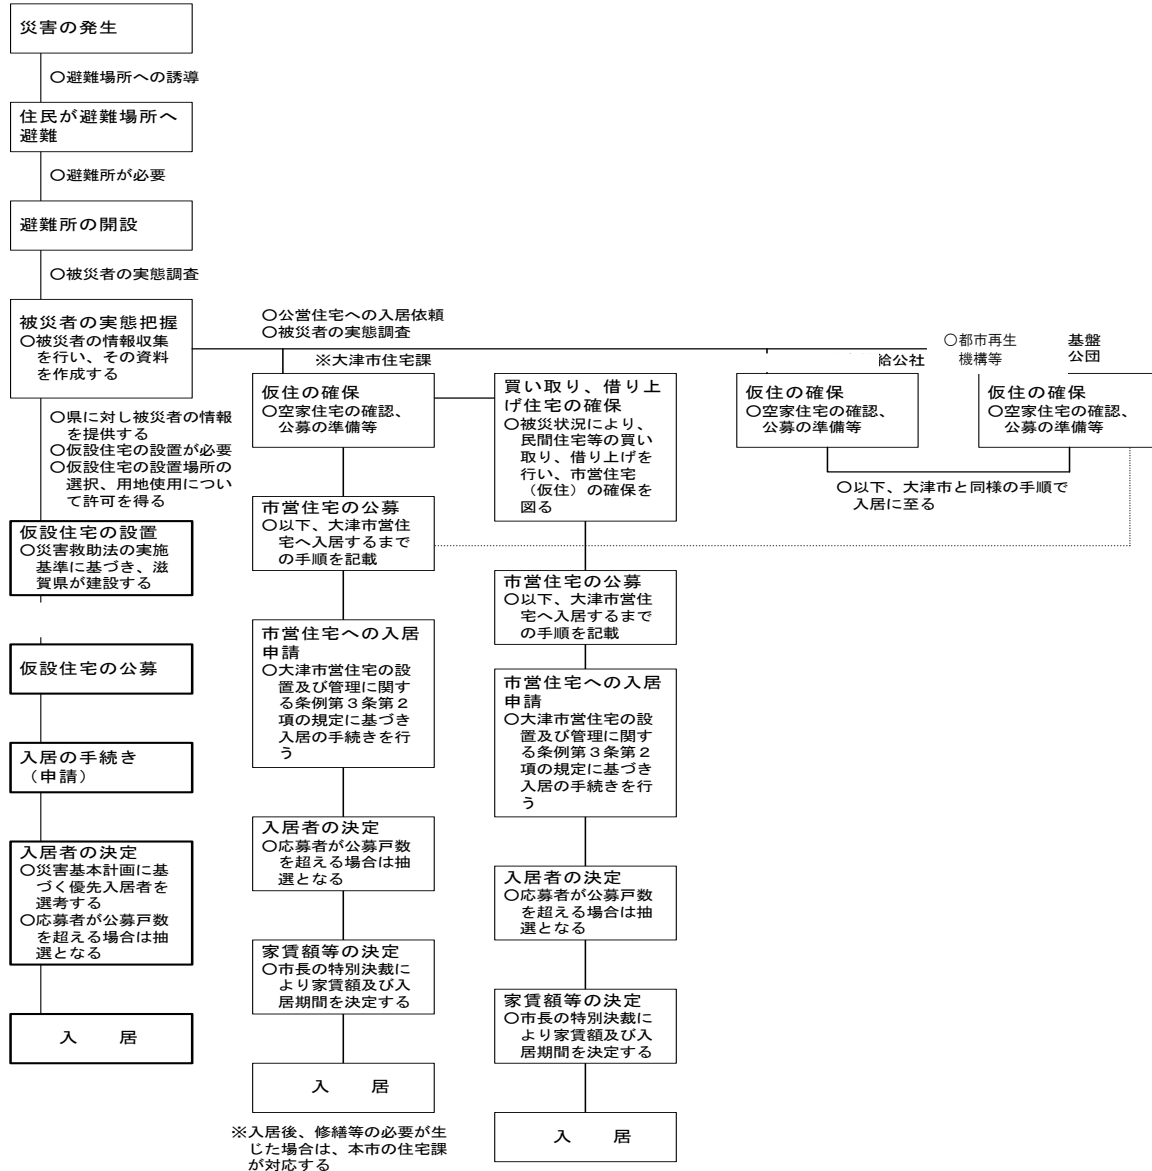 災害の発生
○避難場所への誘導
住民が避難場所へ
避難
○避難所が必要
避難所の開設
○被災者の実態調査
被災者の実態把握
○被災者の情報収集
を行い、その資料
を作成する
○県に対し被災者の情報
を提供する
○仮設住宅の設置が必要
○仮設住宅の設置場所の
選択、用地使用につい
て許可を得る
仮設住宅の設置
○災害救助法の実施
基準に基づき、滋
賀県が建設する
仮設住宅の公募
入居の手続き
（申請）
入居者の決定
○災害基本計画に基
づく優先入居者を
選考する
○応募者が公募戸数
を超える場合は抽
選となる
入　　居
○公営住宅への入居依頼
○被災者の実態調査
※大津市住宅課
仮住の確保
○空家住宅の確認、
公募の準備等
市営住宅の公募
○以下、大津市営住
宅へ入居するまで
の手順を記載
市営住宅への入居
申請
○大津市営住宅の設
置及び管理に関す
る条例第３条第２
項の規定に基づき
入居の手続きを行
う
入居者の決定
○応募者が公募戸数
を超える場合は抽
選となる
家賃額等の決定
○市長の特別決裁に
より家賃額及び入
居期間を決定する
入　　居
※入居後、修繕等の必要が生
じた場合は、本市の住宅課
が対応する
買い取り、借り上
げ住宅の確保
○被災状況により、
民間住宅等の買い
取り、借り上げを
行い、市営住宅
（仮住）の確保を
図る
市営住宅の公募
○以下、大津市営住
宅へ入居するまで
の手順を記載
市営住宅への入居
申請
○大津市営住宅の設
置及び管理に関す
る条例第３条第２
項の規定に基づき
入居の手続きを行
う
入居者の決定
○応募者が公募戸数
を超える場合は抽
選となる
家賃額等の決定
○市長の特別決裁に
より家賃額及び入
居期間を決定する
入　　居
給公社
仮住の確保
○空家住宅の確認、
公募の準備等
○都市再生
機構等
基盤
公団
仮住の確保
○空家住宅の確認、
公募の準備等
○以下、大津市と同様の手順で
入居に至る